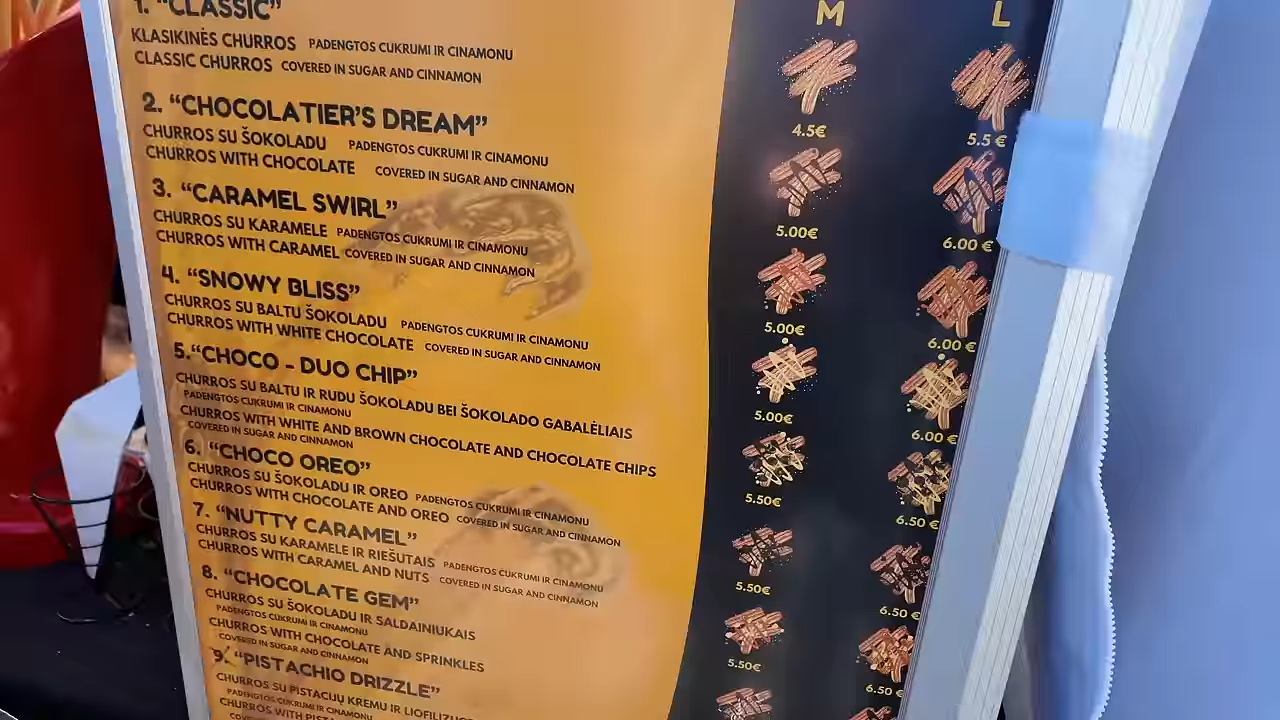 1. “CLASSIC”
KLASIKINĖS CHURROS PADENGTOS CUKRUMI IR CINAMONU
CLASSIC CHURROS COVERED IN SUGAR AND CINNAMON
2. “CHOCOLATIER’S DREAM”
CHURROS SU ŠOKOLADU PADENGTOS CUKRUMI IR CINAMONU
CHURROS WITH CHOCOLATE COVERED IN SUGAR AND CINNAMON
3. “CARAMEL SWIRL”
CHURROS SU KARAMELE PADENGTOS CUKRUMI IR CINAMONU
CHURROS WITH CARAMEL COVERED IN SUGAR AND CINNAMON
4. “SNOWY BLISS”
CHURROS SU BALTU ŠOKOLADU PADENGTOS CUKRUMI IR CINAMONU
CHURROS WITH WHITE CHOCOLATE COVERED IN SUGAR AND CINNAMON
5.“CHOCO - DUO CHIP”
CHURROS SU BALTU IR RUDU ŠOKOLADU BEI ŠOKOLADO GABALĖLIAIS
PADENGTOS CUKRUMI IR CINAMONU
CHURROS WITH WHITE AND BROWN CHOCOLATE AND CHOCOLATE CHIPS
COVERED IN SUGAR AND CINNAMON
6. “CHOCO OREO”
CHURROS SU ŠOKOLADU IR OREO PADENGTOS CUKRUMI IR CINAMONU
CHURROS WITH CHOCOLATE AND OREO COVERED IN SUGAR AND CINNAMON
7. “NUTTY CARAMEL”
CHURROS SU KARAMELE IR RIEŠUTAIS PADENGTOS CUKRUMI IR CINAMONU
CHURROS WITH CARAMEL AND NUTS COVERED IN SUGAR AND CINNAMON
8. “CHOCOLATE GEM”
CHURROS SU ŠOKOLADU IR SALDAINIUKAIS
PADENGTOS CUKRUMI IR CINAMONU
CHURROS WITH CHOCOLATE AND SPRINKLES
COVERED IN SUGAR AND CINNAMON
9. “PISTACHIO DRIZZLE”
CHURROS SU PISTACIJŲ KREMU IR
PADENGTOS CUKRUMI IR CINAMONU
CHURROS WITH
M L
4.5€ 5.5 €
5.00€ 6.00 €
5.00€ 6.00 €
5.00€ 6.00 €
5.50€ 6.50 €
5.50€ 6.50 €
5.50€ 6.50 €